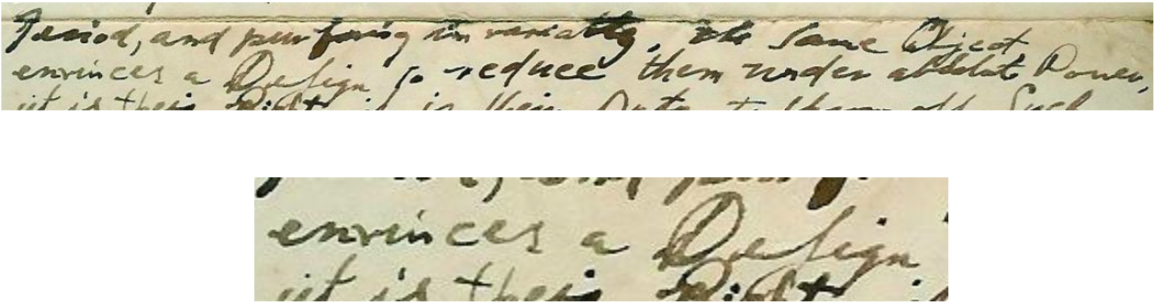 Period, and pursuing invariably, the same Object,
envinces a Design to reduce them under absolute Power,
it is their Right it is their Duty to throw off Such
envinces a Design
it is their Right